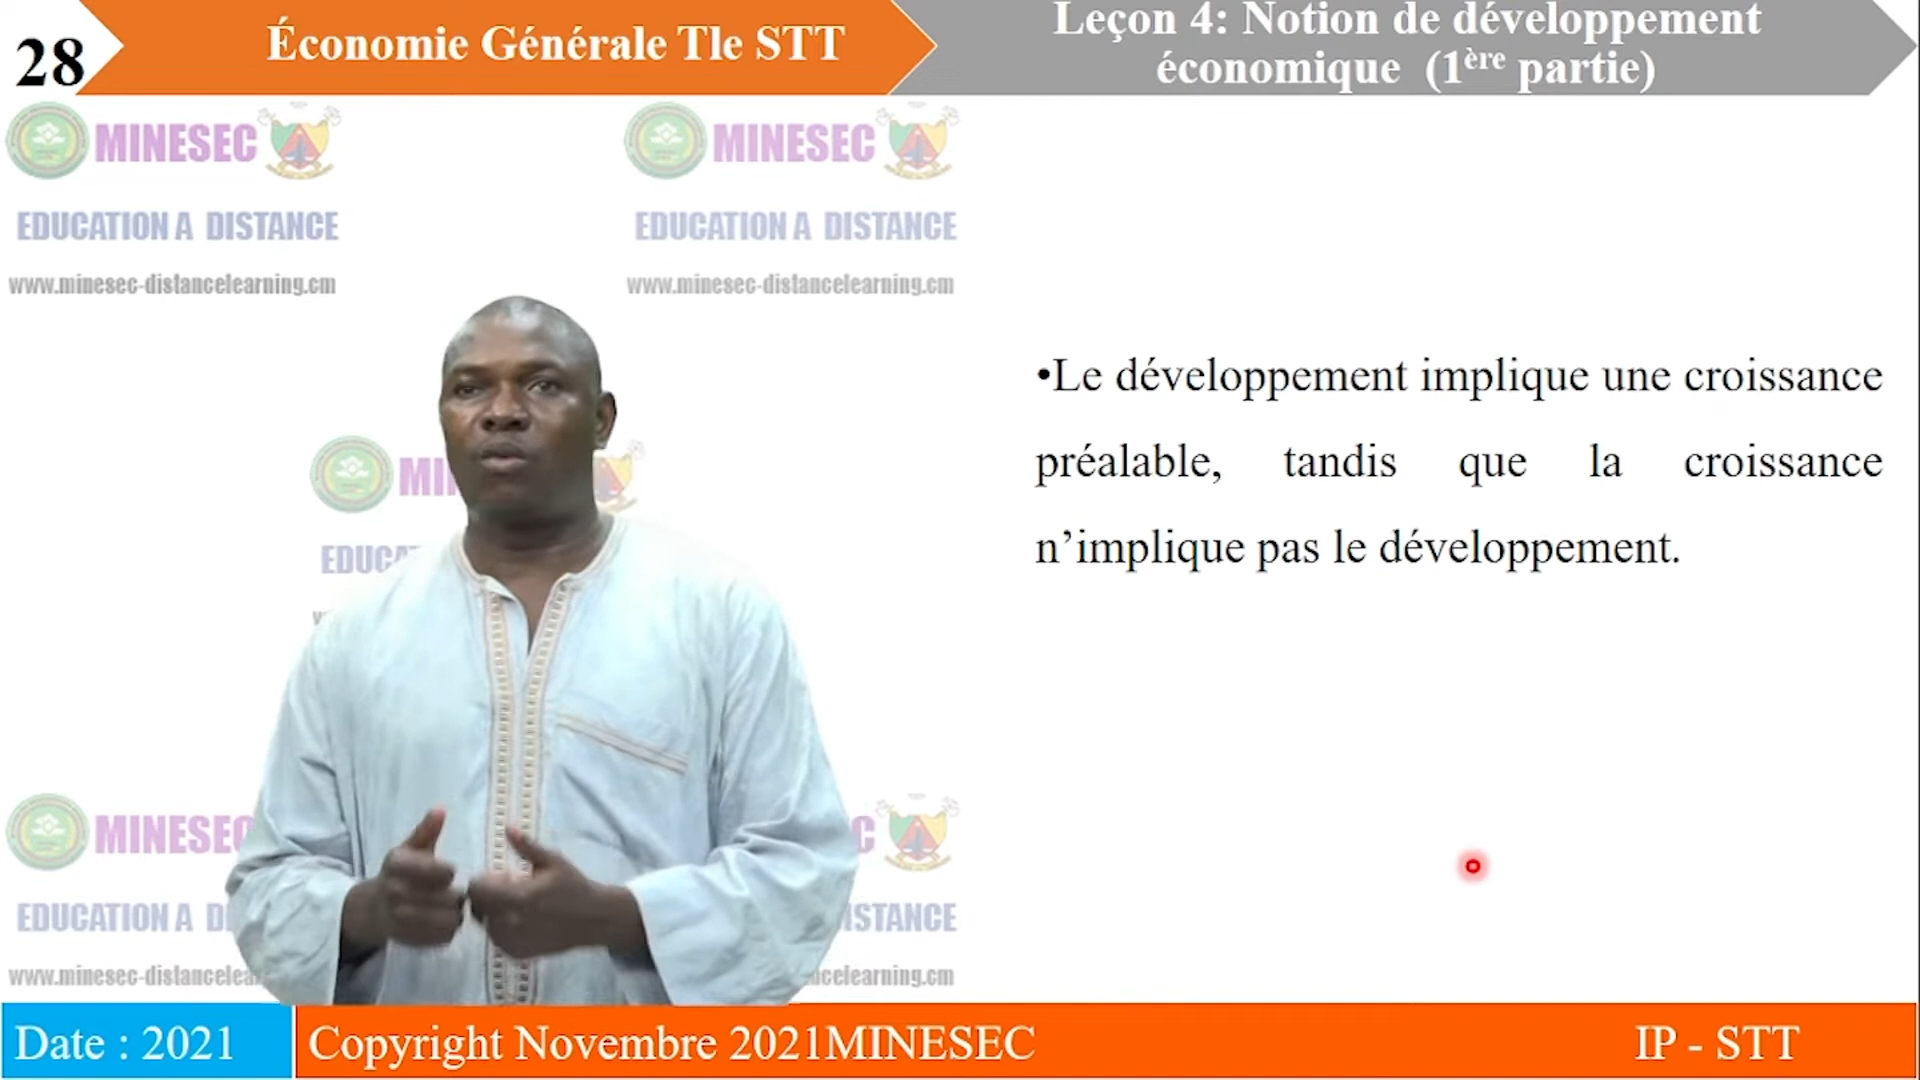 28
Économie Générale Tle STT
Leçon 4: Notion de développement
économique (1ère partie)
MINESEC
MINESEC
EDUCATION A DISTANCE
EDUCATION A DISTANCE
www.minesec-distancelearning.cm
www.minesec-distancelearning.cm
•Le développement implique une croissance
préalable, tandis que la croissance
n’implique pas le développement.
MINESEC
EDUCATION A
Date : 2021
Copyright Novembre 2021MINESEC
IP - STT